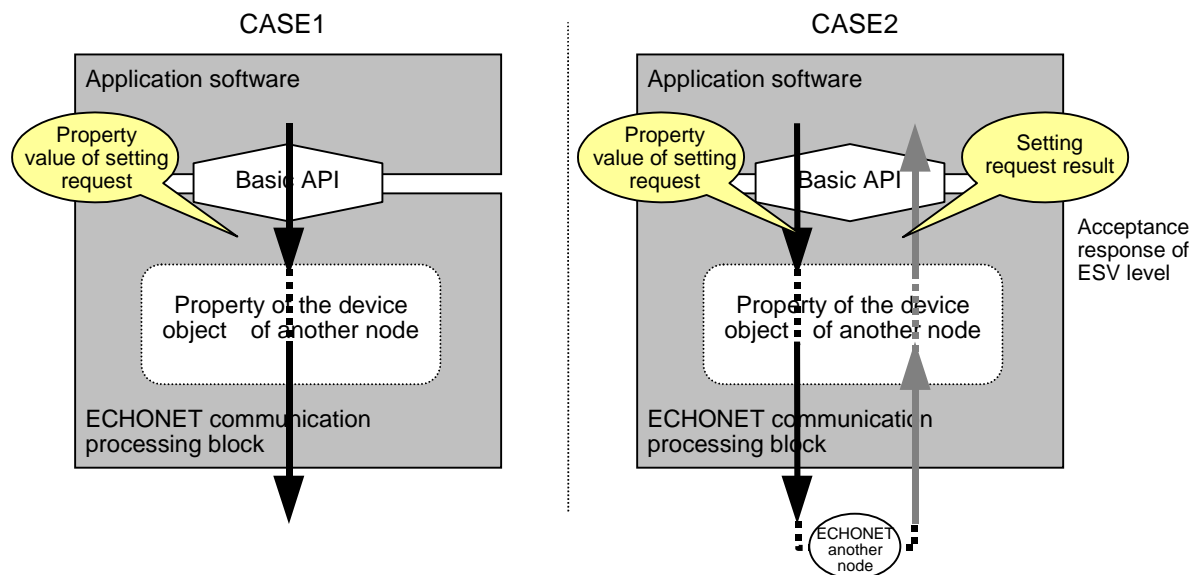 CASE1
Application software
Property
value of setting
request
Basic API
Property of the device
object of another node
ECHONET communication
processing block
CASE2
Application software
Property
value of setting
request
Basic API
Setting
request result
Acceptance
response of
ESV level
Property of the device
object of another node
ECHONET communication
processing block
ECHONET
another
node